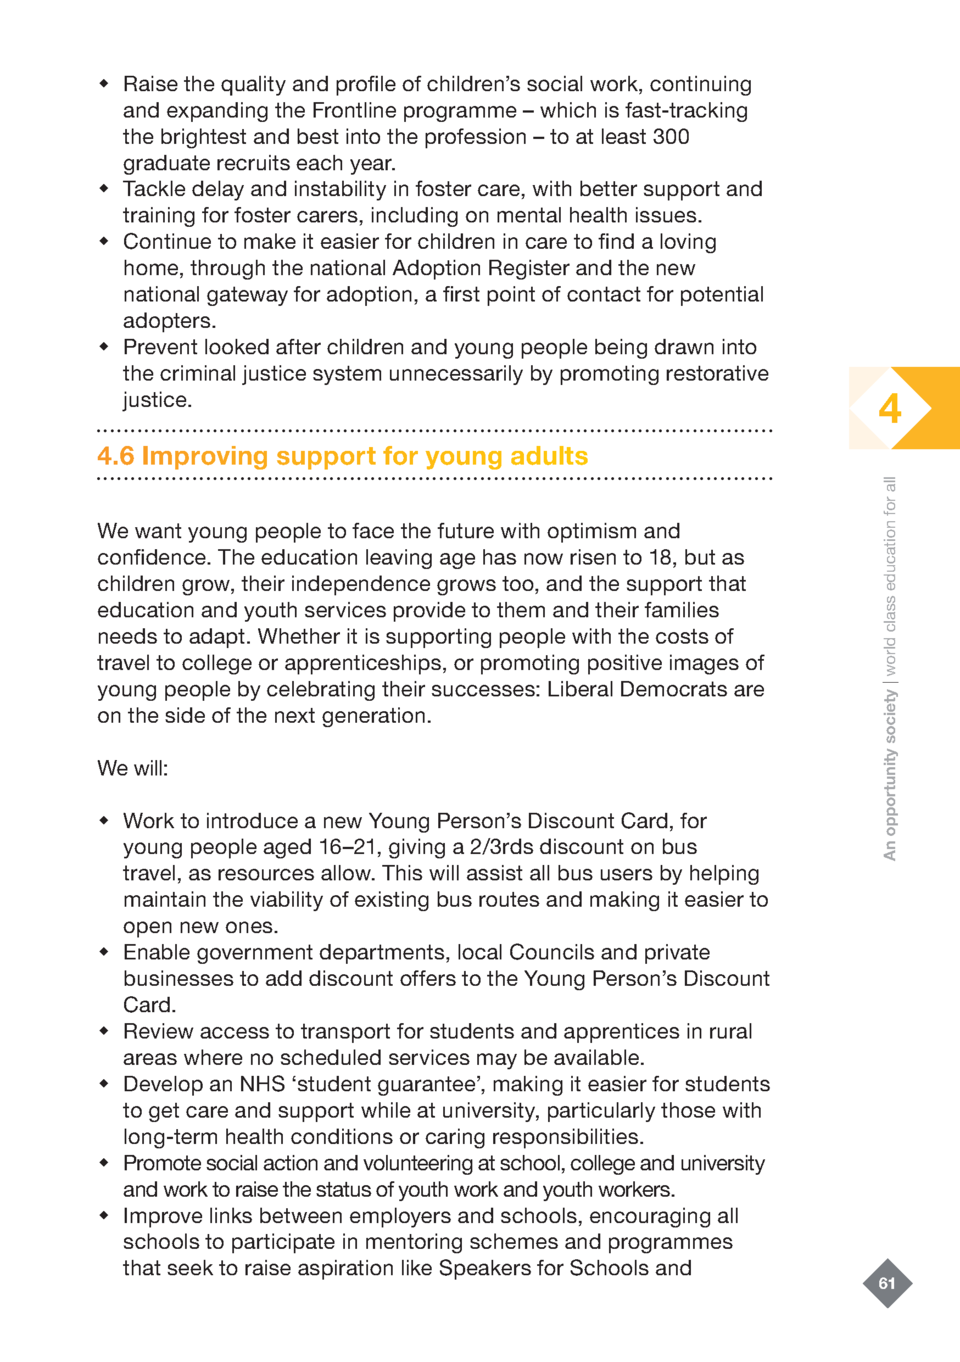 ◆ Raise the quality and profile of children’s social work, continuing
and expanding the Frontline programme – which is fast-tracking
the brightest and best into the profession – to at least 300
graduate recruits each year.
◆ Tackle delay and instability in foster care, with better support and
training for foster carers, including on mental health issues.
◆ Continue to make it easier for children in care to find a loving
home, through the national Adoption Register and the new
national gateway for adoption, a first point of contact for potential
adopters.
◆ Prevent looked after children and young people being drawn into
the criminal justice system unnecessarily by promoting restorative
justice.
4.6 Improving support for young adults
We want young people to face the future with optimism and
confidence. The education leaving age has now risen to 18, but as
children grow, their independence grows too, and the support that
education and youth services provide to them and their families
needs to adapt. Whether it is supporting people with the costs of
travel to college or apprenticeships, or promoting positive images of
young people by celebrating their successes: Liberal Democrats are
on the side of the next generation.
We will:
◆ Work to introduce a new Young Person’s Discount Card, for
young people aged 16–21, giving a 2/3rds discount on bus
travel, as resources allow. This will assist all bus users by helping
maintain the viability of existing bus routes and making it easier to
open new ones.
◆ Enable government departments, local Councils and private
businesses to add discount offers to the Young Person’s Discount
Card.
◆ Review access to transport for students and apprentices in rural
areas where no scheduled services may be available.
◆ Develop an NHS ‘student guarantee’, making it easier for students
to get care and support while at university, particularly those with
long-term health conditions or caring responsibilities.
◆ Promote social action and volunteering at school, college and university
and work to raise the status of youth work and youth workers.
◆ Improve links between employers and schools, encouraging all
schools to participate in mentoring schemes and programmes
that seek to raise aspiration like Speakers for Schools and
4
An opportunity society | world class education for all
61